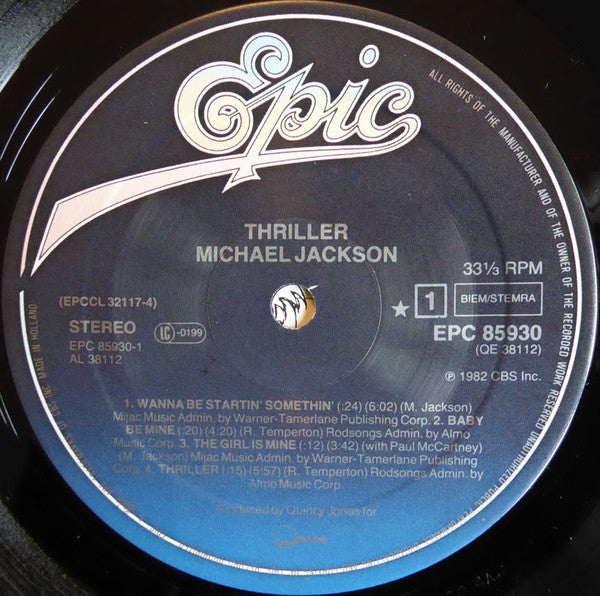 Epic
ALL RIGHTS OF THE MANUFACTURER AND OF THE OWNER OF THE RECORDED WORK RESERVED
THRILLER
MICHAEL JACKSON
33⅓ RPM
(EPCCL 32117-4)
★ 1 BIEM/STEMRA
STEREO LC-0199
EPC 85930
EPC 85930-1
(QE 38112)
AL 38112
℗ 1982 CBS Inc.
1. WANNA BE STARTIN' SOMETHIN' (:24) (6:02) (M. Jackson)
Mijac Music Admin. by Warner-Tamerlane Publishing Corp. 2. BABY
BE MINE (:20) (4:20) (R. Temperton) Rodsongs Admin. by Almo
Music Corp. 3. THE GIRL IS MINE (:12) (3:42) (with Paul McCartney)
(M. Jackson) Mijac Music Admin. by Warner-Tamerlane Publishing
Corp. 4. THRILLER (:15) (5:57) (R. Temperton) Rodsongs Admin. by
Almo Music Corp.
Produced by Quincy Jones for
MADE IN HOLLAND